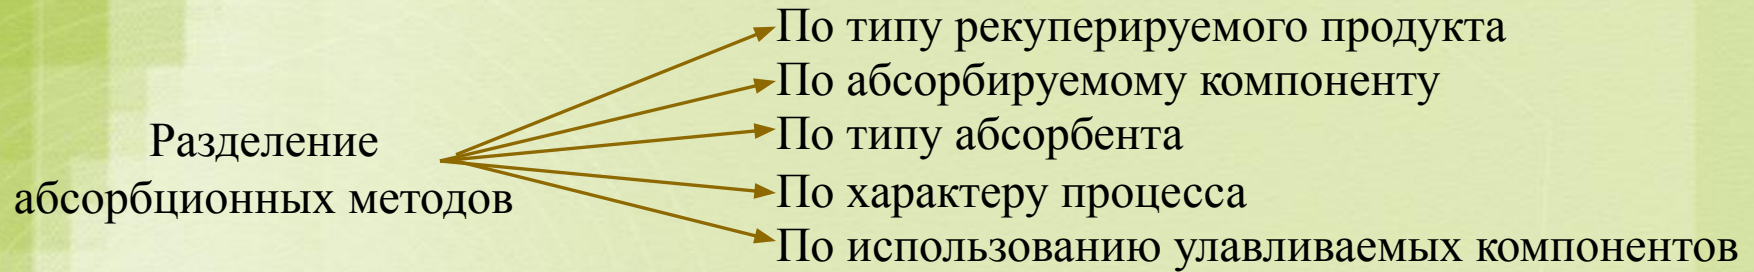 Разделение
абсорбционных методов
По типу рекуперируемого продукта
По абсорбируемому компоненту
По типу абсорбента
По характеру процесса
По использованию улавливаемых компонентов